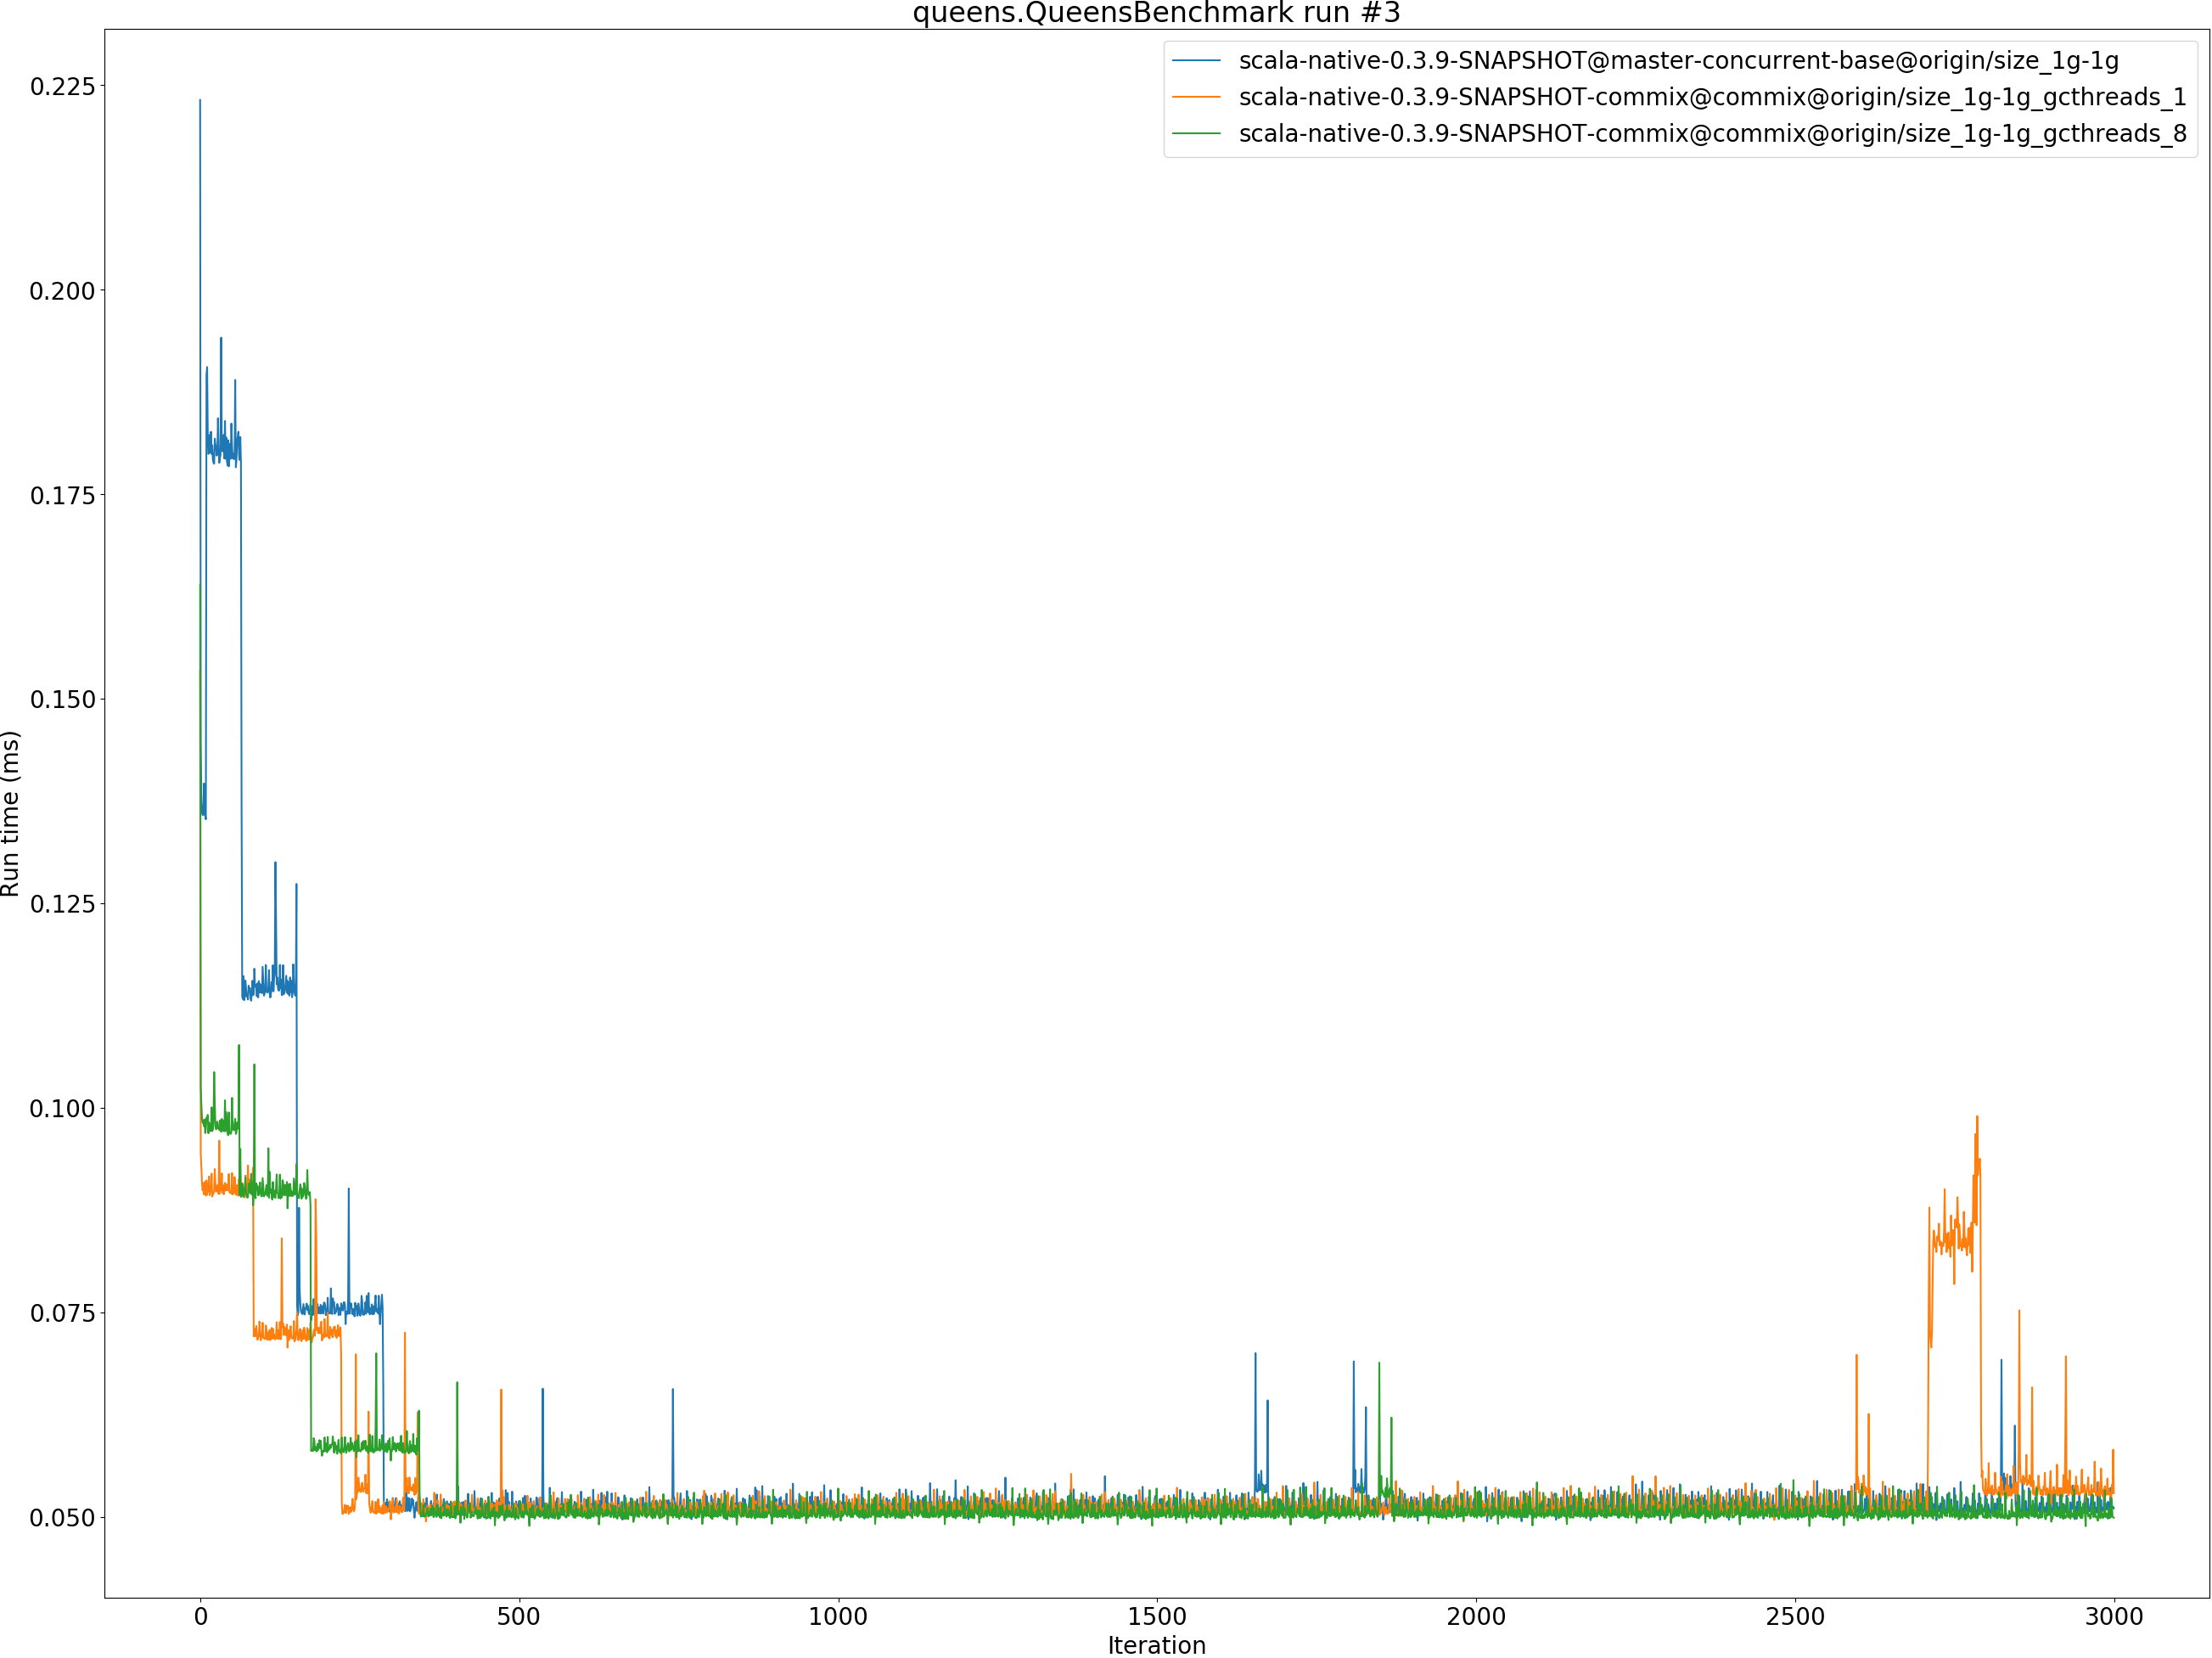 queens.QueensBenchmark run #3
scala-native-0.3.9-SNAPSHOT@master-concurrent-base@origin/size_1g-1g
scala-native-0.3.9-SNAPSHOT-commix@commix@origin/size_1g-1g_gcthreads_1
scala-native-0.3.9-SNAPSHOT-commix@commix@origin/size_1g-1g_gcthreads_8
Run time (ms)
0.225
0.200
0.175
0.150
0.125
0.100
0.075
0.050
0 500 1000 1500 2000 2500 3000
Iteration